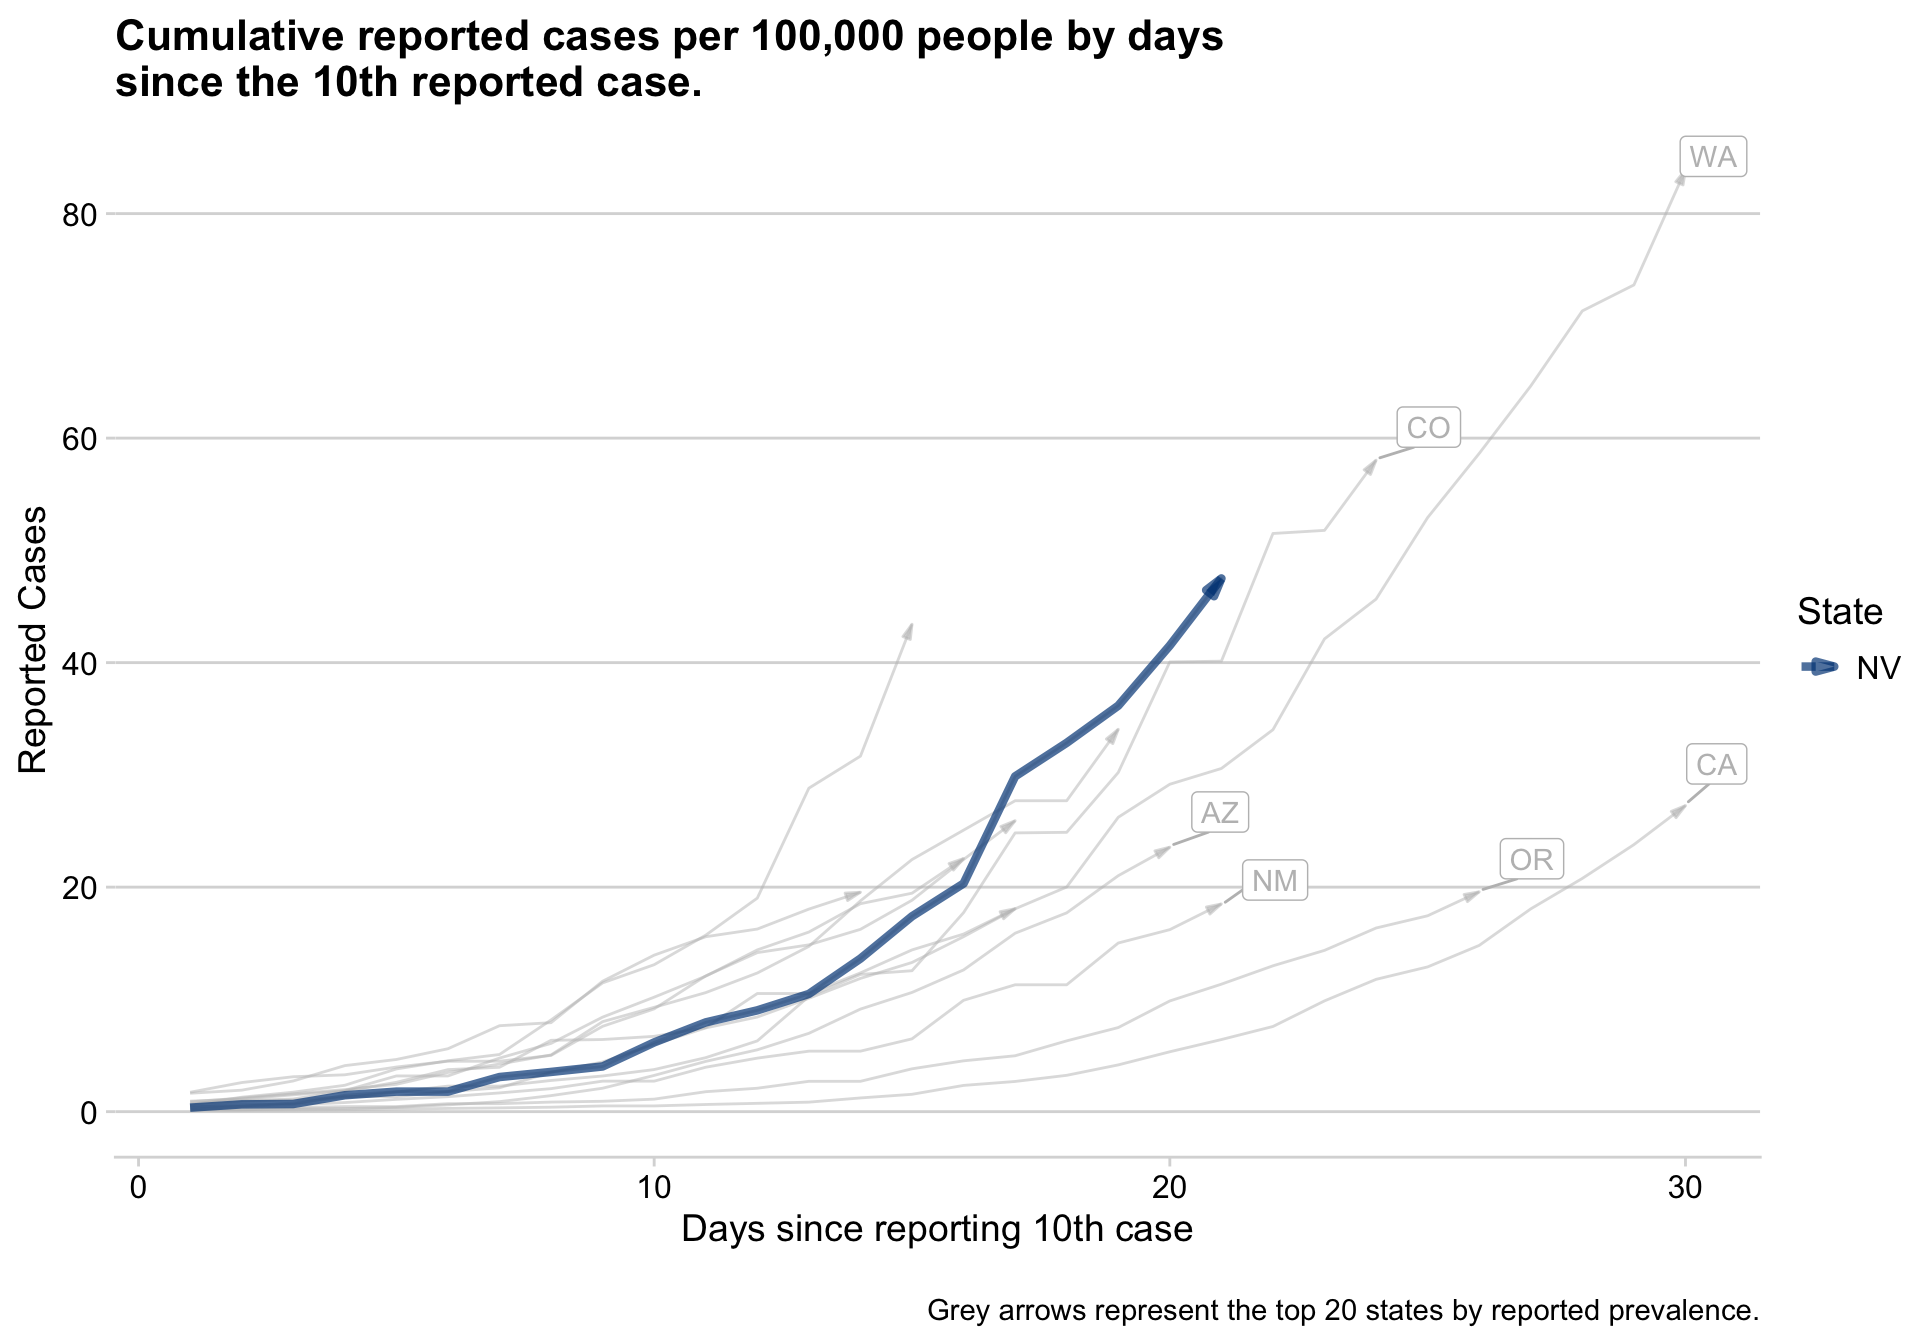 Cumulative reported cases per 100,000 people by days
since the 10th reported case.
WA
80
CO
60
Reported Cases
State
NV
40
CA
AZ
OR
NM
20
0
0 10 20 30
Days since reporting 10th case
Grey arrows represent the top 20 states by reported prevalence.